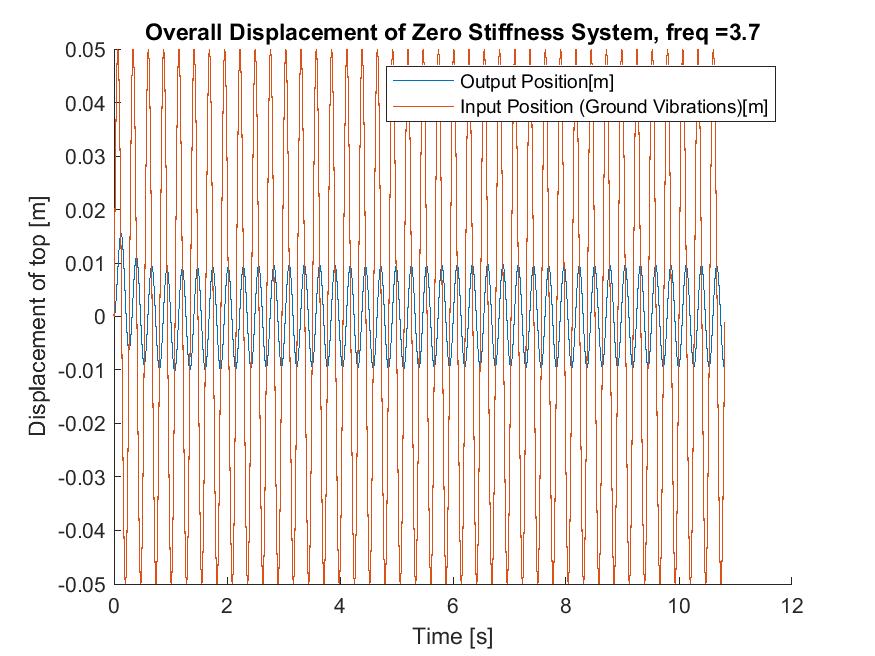 Overall Displacement of Zero Stiffness System, freq =3.7
0.05
Output Position[m]
Input Position (Ground Vibrations)[m]
0.04
0.03
0.02
0.01
0
-0.01
-0.02
-0.03
-0.04
-0.05
Displacement of top [m]
0 2 4 6 8 10 12
Time [s]